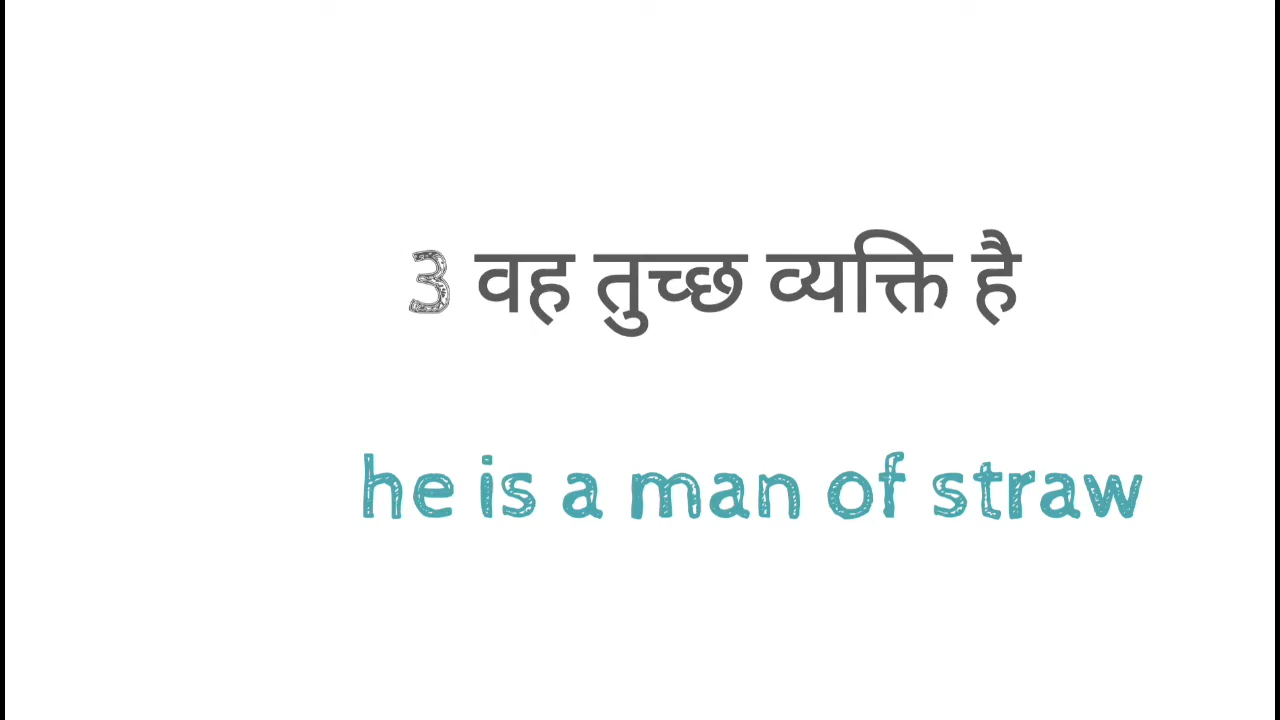 3 वह तुच्छ व्यक्ति है
he is a man of straw